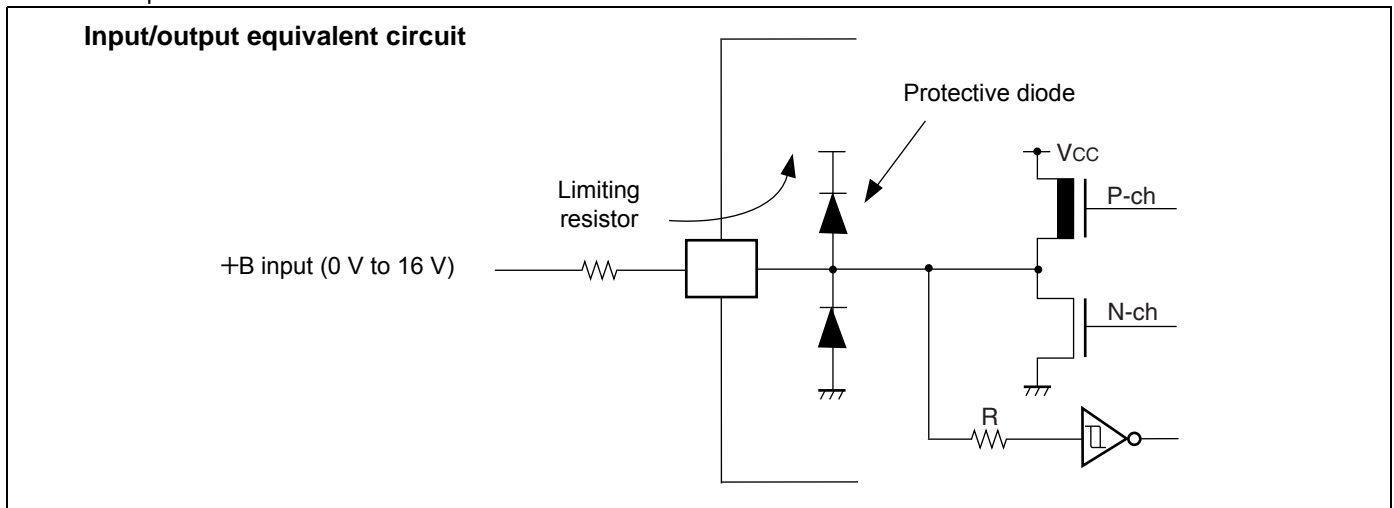 Input/output equivalent circuit
Protective diode
VCC
Limiting
resistor
P-ch
+B input (0 V to 16 V)
N-ch
R